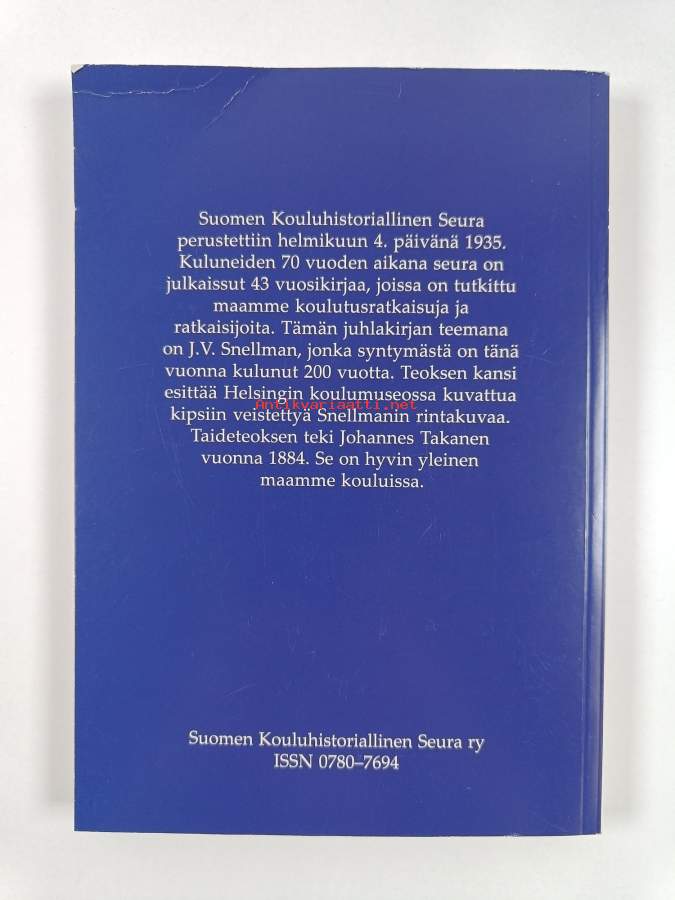 Suomen Kouluhistoriallinen Seura
perustettiin helmikuun 4. päivänä 1935.
Kuluneiden 70 vuoden aikana seura on
julkaissut 43 vuosikirjaa, joissa on tutkittu
maamme koulutusratkaisuja ja
ratkaisijoita. Tämän juhlakirjan teemana
on J.V. Snellman, jonka syntymästä on tänä
vuonna kulunut 200 vuotta. Teoksen kansi
esittää Helsingin koulumuseossa kuvattua
antikvariaatti.net
kipsiin veistettyä Snellmanin rintakuvaa.
Taideteoksen teki Johannes Takanen
vuonna 1884. Se on hyvin yleinen
maamme kouluissa.
Suomen Kouluhistoriallinen Seura ry
ISSN 0780–7694